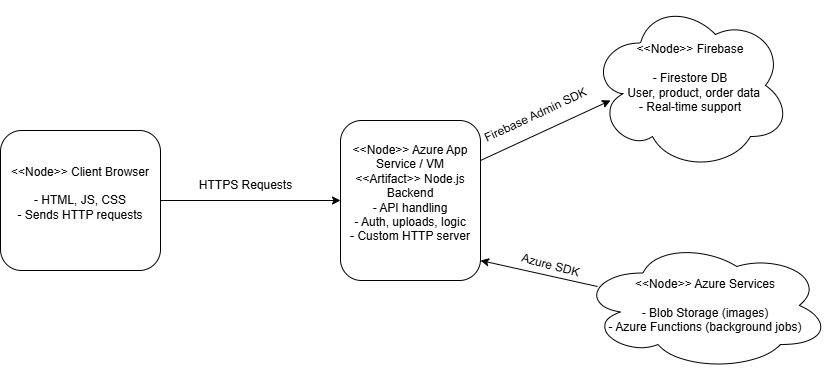 <<Node>> Client Browser
- HTML, JS, CSS
- Sends HTTP requests
HTTPS Requests
<<Node>> Azure App
Service / VM
<<Artifact>> Node.js
Backend
- API handling
- Auth, uploads, logic
- Custom HTTP server
Firebase Admin SDK
<<Node>> Firebase
- Firestore DB
User, product, order data
- Real-time support
Azure SDK
<<Node>> Azure Services
- Blob Storage (images)
- Azure Functions (background jobs)